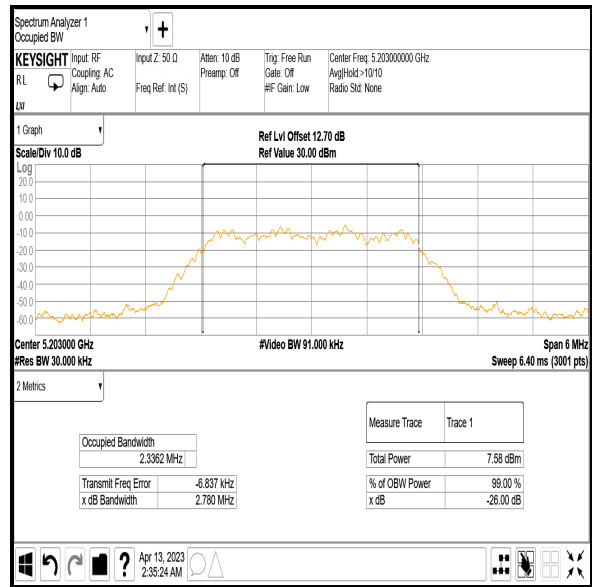 Spectrum Analyzer 1
Occupied BW
KEYSIGHT Input: RF Input Z: 50 Ω Atten: 10 dB Trig: Free Run Center Freq: 5.203000000 GHz
RL Coupling: AC Preamp: Off Gate: Off Avg|Hold:>10/10
Align: Auto Freq Ref: Int (S) #IF Gain: Low Radio Std: None
LXI
1 Graph Ref Lvl Offset 12.70 dB
Scale/Div 10.0 dB Ref Value 30.00 dBm
Log
20.0
10.0
0.00
-10.0
-20.0
-30.0
-40.0
-50.0
-60.0
Center 5.203000 GHz #Video BW 91.000 kHz Span 6 MHz
#Res BW 30.000 kHz Sweep 6.40 ms (3001 pts)
2 Metrics
Measure Trace Trace 1
Occupied Bandwidth
2.3362 MHz Total Power 7.58 dBm
Transmit Freq Error -6.837 kHz % of OBW Power 99.00 %
x dB Bandwidth 2.780 MHz x dB -26.00 dB
? Apr 13, 2023
2:35:24 AM